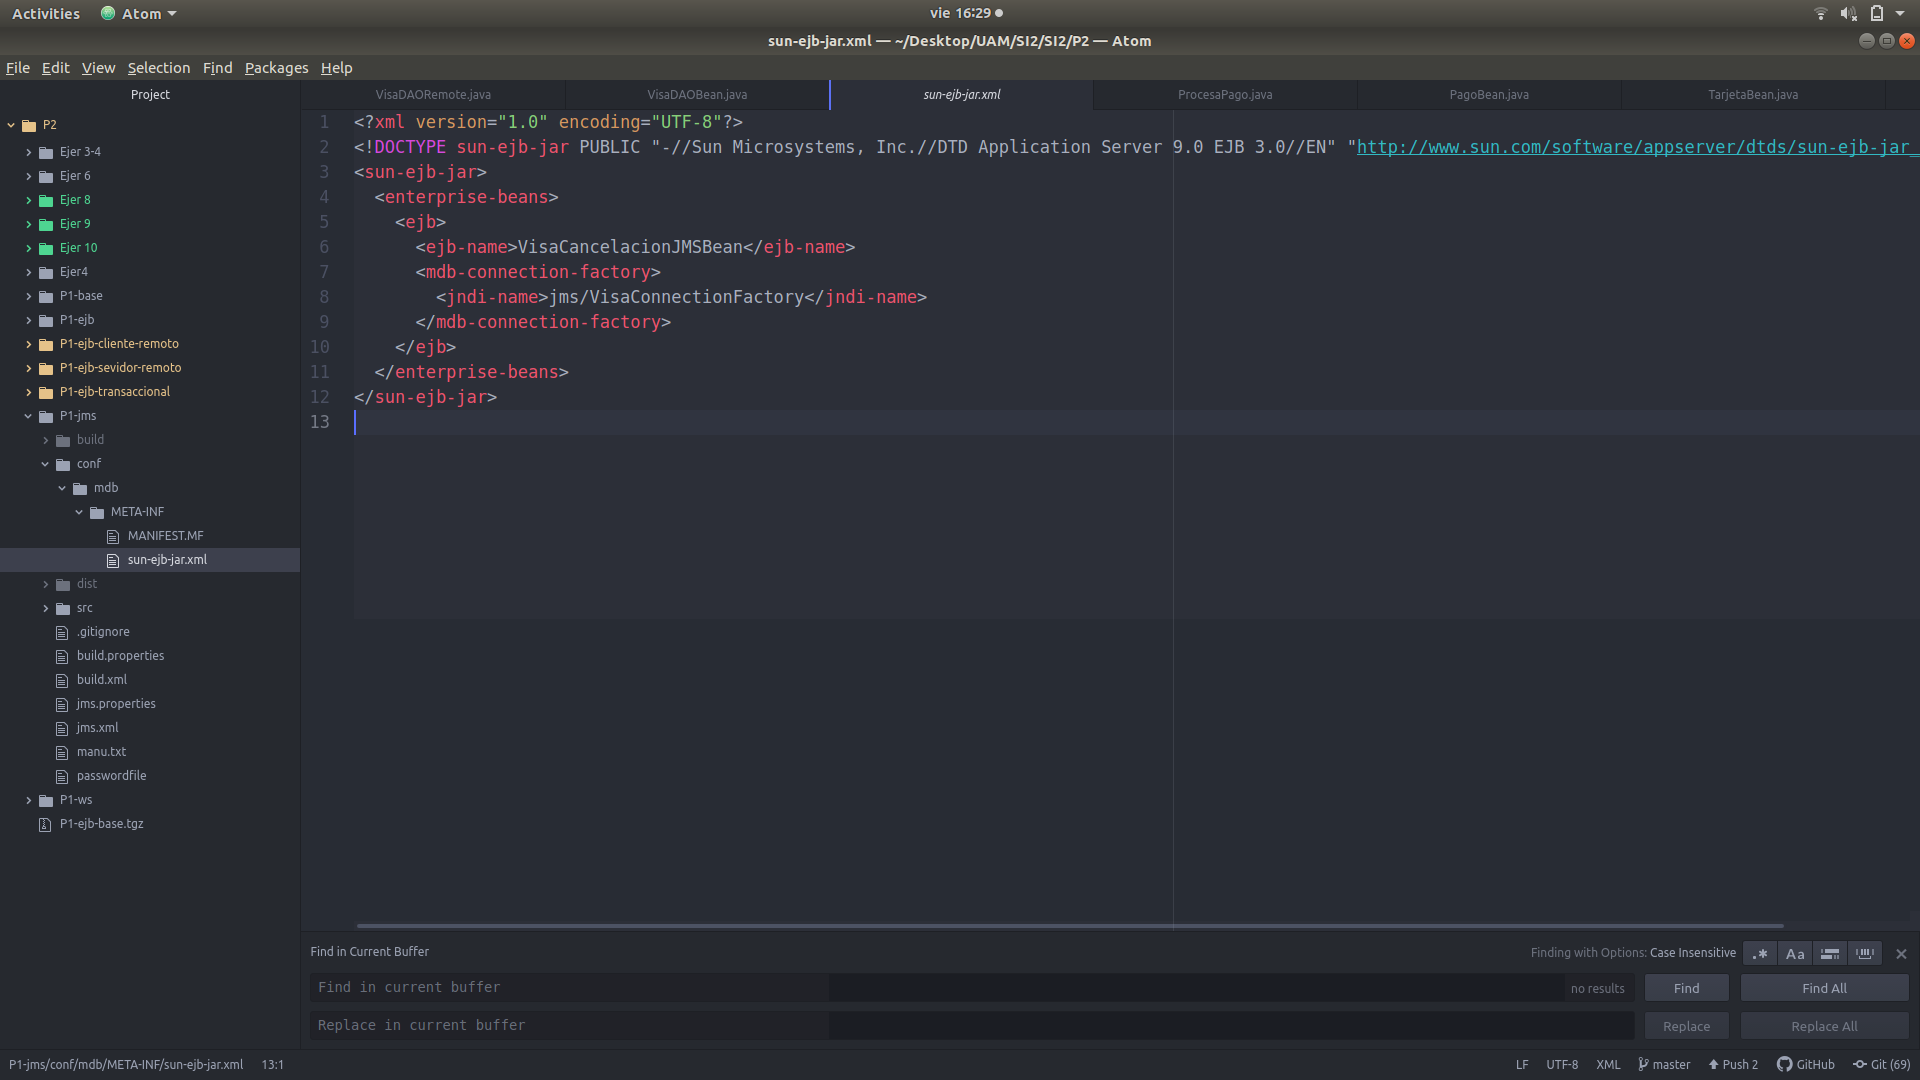 Activities Atom vie 16:29
sun-ejb-jar.xml — ~/Desktop/UAM/SI2/SI2/P2 — Atom
File Edit View Selection Find Packages Help
Project
P2
Ejer 3-4
Ejer 6
Ejer 8
Ejer 9
Ejer 10
Ejer4
P1-base
P1-ejb
P1-ejb-cliente-remoto
P1-ejb-sevidor-remoto
P1-ejb-transaccional
P1-jms
build
conf
mdb
META-INF
MANIFEST.MF
sun-ejb-jar.xml
dist
src
.gitignore
build.properties
build.xml
jms.properties
jms.xml
manu.txt
passwordfile
P1-ws
P1-ejb-base.tgz
VisaDAORemote.java VisaDAOBean.java sun-ejb-jar.xml ProcesaPago.java PagoBean.java TarjetaBean.java
1 <?xml version="1.0" encoding="UTF-8"?>
2 <!DOCTYPE sun-ejb-jar PUBLIC "-//Sun Microsystems, Inc.//DTD Application Server 9.0 EJB 3.0//EN" "http://www.sun.com/software/appserver/dtds/sun-ejb-jar_
3 <sun-ejb-jar>
4 <enterprise-beans>
5 <ejb>
6 <ejb-name>VisaCancelacionJMSBean</ejb-name>
7 <mdb-connection-factory>
8 <jndi-name>jms/VisaConnectionFactory</jndi-name>
9 </mdb-connection-factory>
10 </ejb>
11 </enterprise-beans>
12 </sun-ejb-jar>
13
Find in Current Buffer Finding with Options: Case Insensitive .* Aa
Find in current buffer no results Find Find All
Replace in current buffer Replace Replace All
P1-jms/conf/mdb/META-INF/sun-ejb-jar.xml 13:1 LF UTF-8 XML master Push 2 GitHub Git (69)